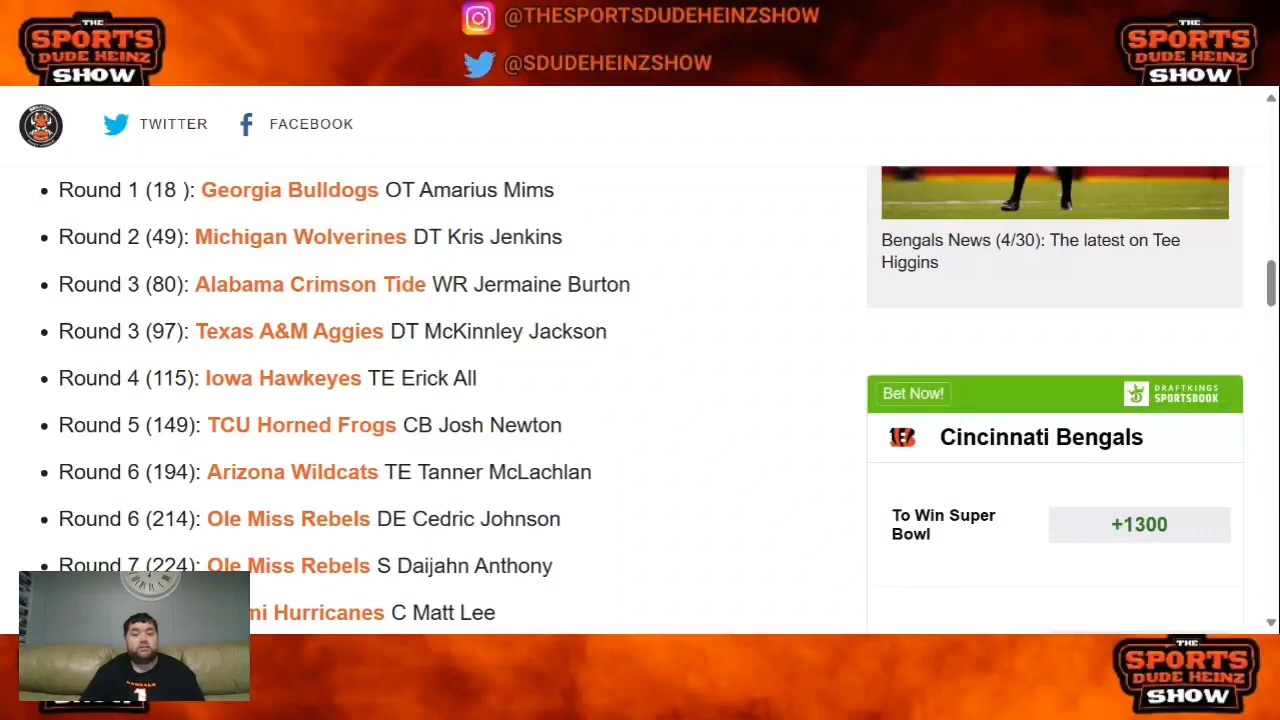 THE
SPORTS
DUDE HEINZ
SHOW
@THESPORTSDUDEHEINZSHOW
@SDUDEHEINZSHOW
THE
SPORTS
DUDE HEINZ
SHOW
TWITTER
FACEBOOK
• Round 1 (18 ): Georgia Bulldogs OT Amarius Mims
• Round 2 (49): Michigan Wolverines DT Kris Jenkins
• Round 3 (80): Alabama Crimson Tide WR Jermaine Burton
• Round 3 (97): Texas A&M Aggies DT McKinnley Jackson
• Round 4 (115): Iowa Hawkeyes TE Erick All
• Round 5 (149): TCU Horned Frogs CB Josh Newton
• Round 6 (194): Arizona Wildcats TE Tanner McLachlan
• Round 6 (214): Ole Miss Rebels DE Cedric Johnson
• Round 7 (224): Ole Miss Rebels S Daijahn Anthony
mi Hurricanes C Matt Lee
Bengals News (4/30): The latest on Tee
Higgins
Bet Now!
DRAFTKINGS
SPORTSBOOK
Cincinnati Bengals
To Win Super
Bowl
+1300
BENGALS
THE
SPORTS
DUDE HEINZ
SHOW